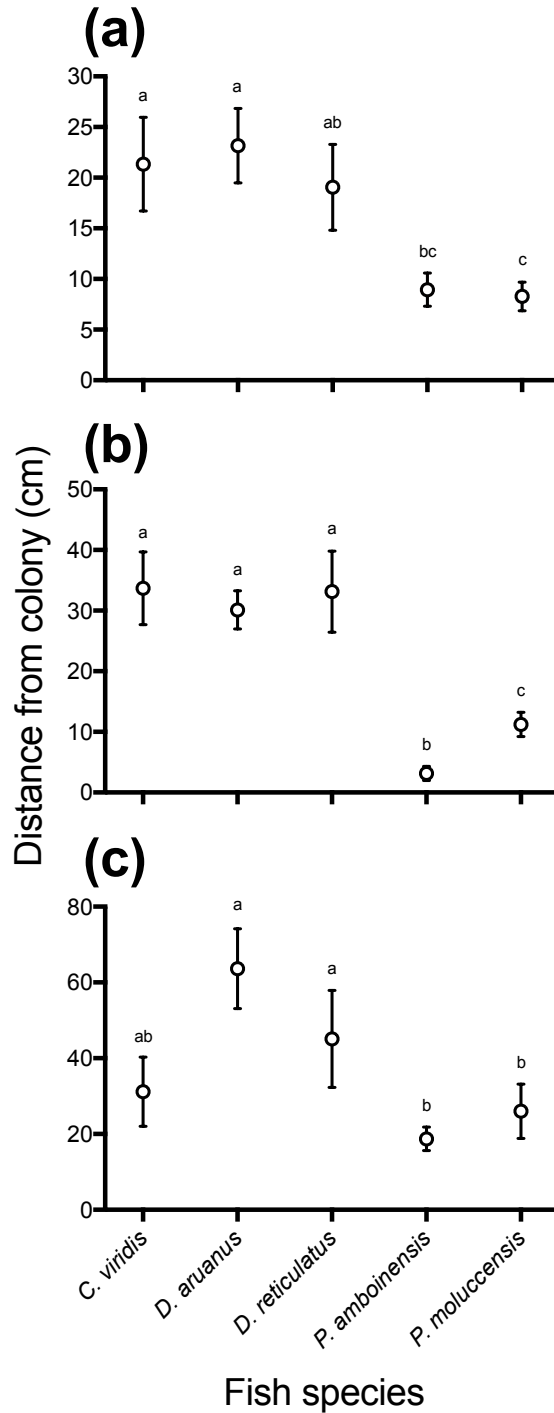 (a)
30
25
20
15
10
5
0
a
a
ab
bc
c
(b)
50
40
30
20
10
0
a
a
a
b
c
(c)
80
60
40
20
0
ab
a
a
b
b
Distance from colony (cm)
C. viridis
D. aruanus
D. reticulatus
P. amboinensis
P. moluccensis
Fish species